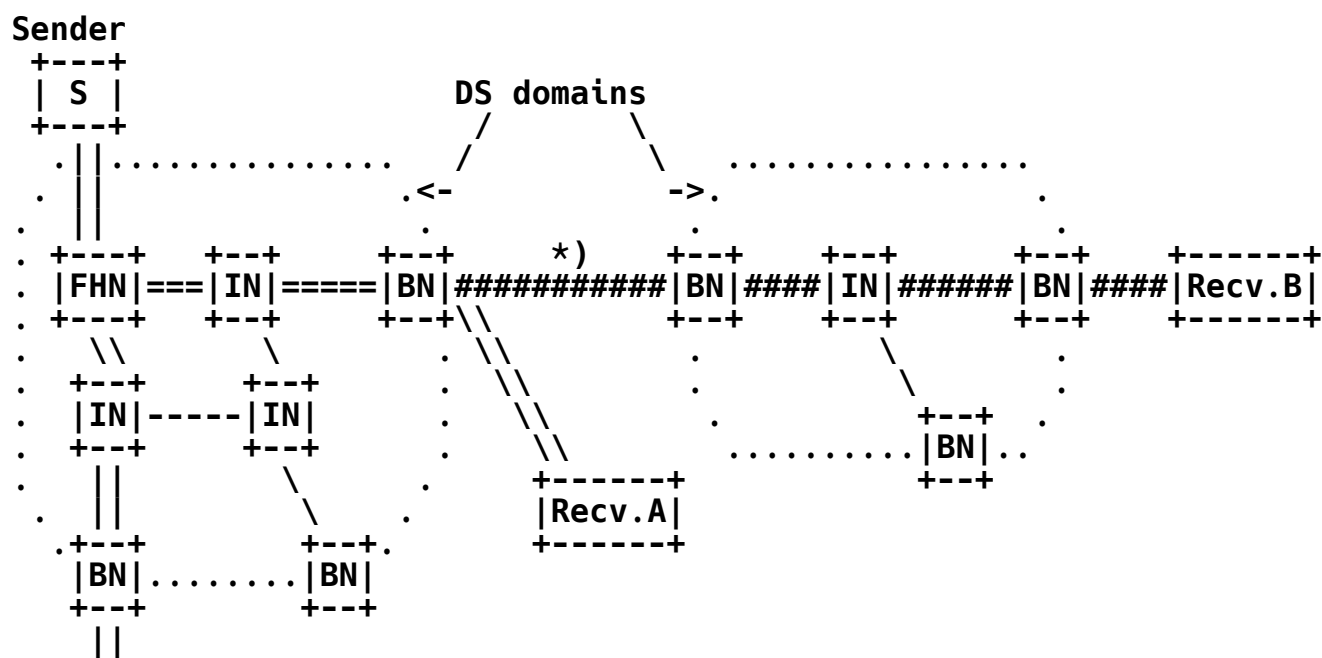 Sender
S
DS domains
*)
FHN IN BN BN IN BN Recv.B
IN IN
BN
Recv.A
BN BN